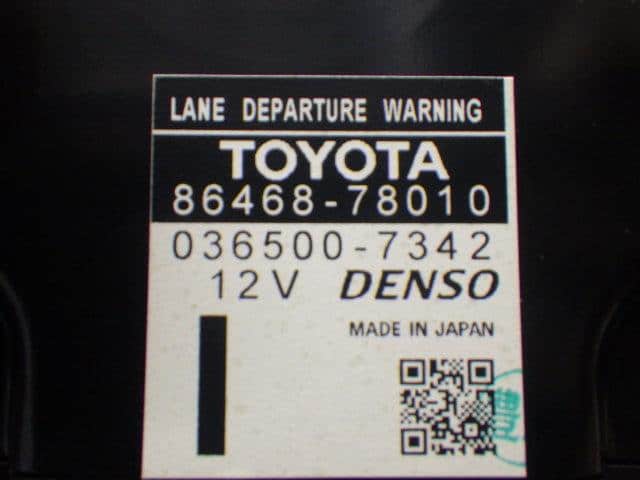 LANE DEPARTURE WARNING
TOYOTA
86468-78010
036500-7342
12V DENSO
MADE IN JAPAN